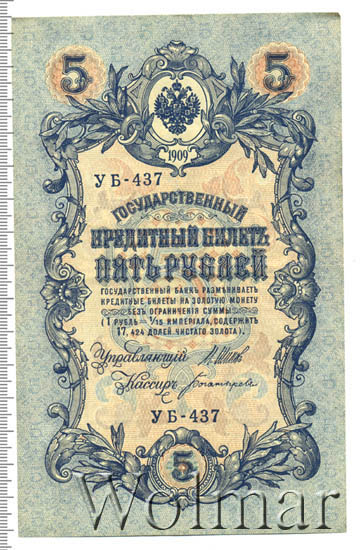 5 5
1909
УБ-437
ГОСУДАРСТВЕННЫЙ
КРЕДИТНЫЙ БИЛЕТЪ
ПЯТЬ РУБЛЕЙ
ГОСУДАРСТВЕННЫЙ БАНКЪ РАЗМѢНИВАЕТЪ
КРЕДИТНЫЕ БИЛЕТЫ НА ЗОЛОТУЮ МОНЕТУ
БЕЗЪ ОГРАНИЧЕНІЯ СУММЫ
(1 РУБЛЬ = 1/15 ИМПЕРІАЛА, СОДЕРЖИТЪ
17,424 ДОЛЕЙ ЧИСТАГО ЗОЛОТА).
Управляющій
Кассиръ
УБ-437
5
Wolmar